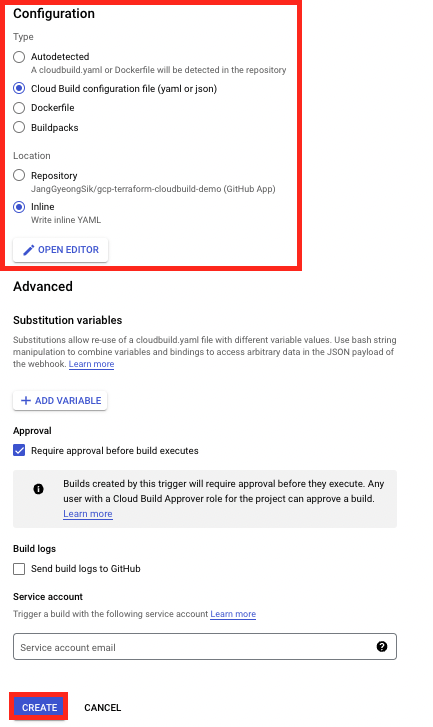 Configuration
Type
Autodetected
A cloudbuild.yaml or Dockerfile will be detected in the repository
Cloud Build configuration file (yaml or json)
Dockerfile
Buildpacks
Location
Repository
JangGyeongSik/gcp-terraform-cloudbuild-demo (GitHub App)
Inline
Write inline YAML
OPEN EDITOR
Advanced
Substitution variables
Substitutions allow re-use of a cloudbuild.yaml file with different variable values. Use bash string
manipulation to combine variables and bindings to access arbitrary data in the JSON payload of
the webhook. Learn more
+ ADD VARIABLE
Approval
Require approval before build executes
Builds created by this trigger will require approval before they execute. Any
user with a Cloud Build Approver role for the project can approve a build.
Learn more
Build logs
Send build logs to GitHub
Service account
Trigger a build with the following service account Learn more
Service account email
CREATE CANCEL